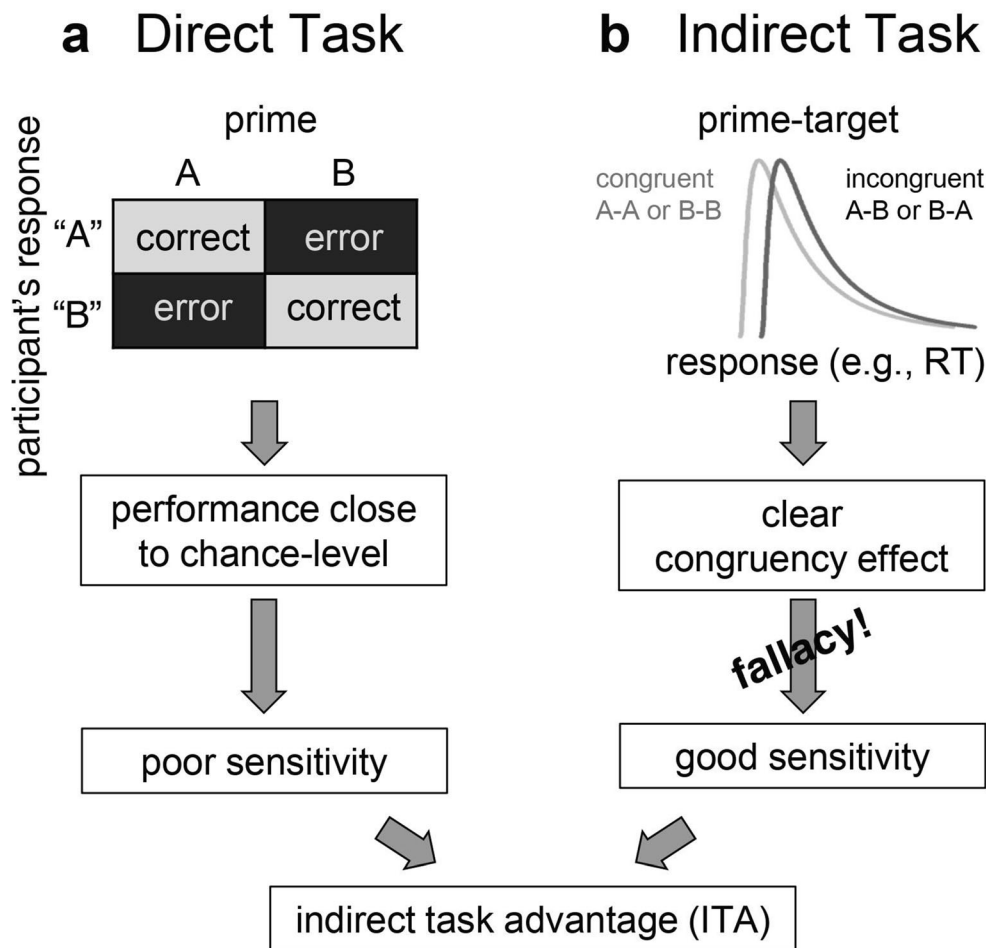 a Direct Task
prime
A B
participant's response
"A" correct error
"B" error correct
performance close
to chance-level
poor sensitivity
b Indirect Task
prime-target
congruent
A-A or B-B
incongruent
A-B or B-A
response (e.g., RT)
clear
congruency effect
fallacy!
good sensitivity
indirect task advantage (ITA)